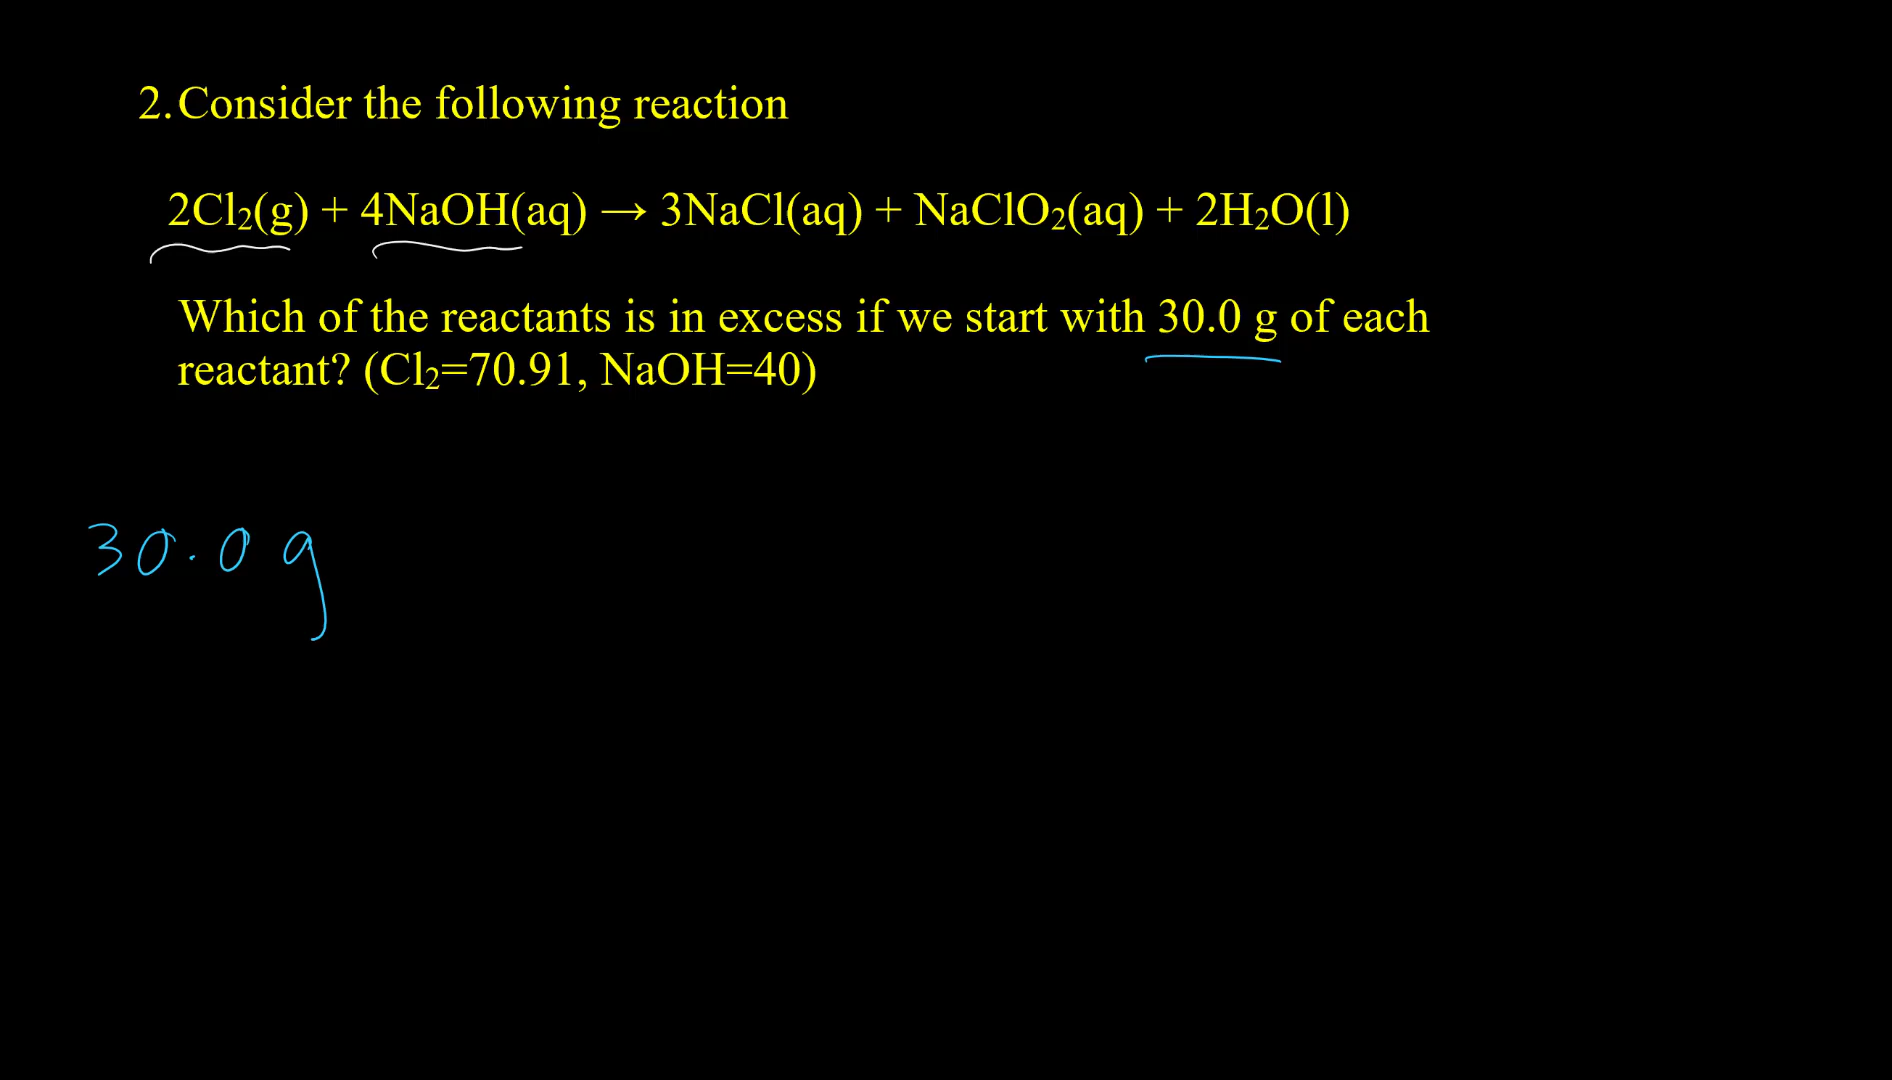 2. Consider the following reaction
2Cl₂(g) + 4NaOH(aq) → 3NaCl(aq) + NaClO₂(aq) + 2H₂O(l)
Which of the reactants is in excess if we start with 30.0 g of each
reactant? (Cl₂=70.91, NaOH=40)
30.0 g